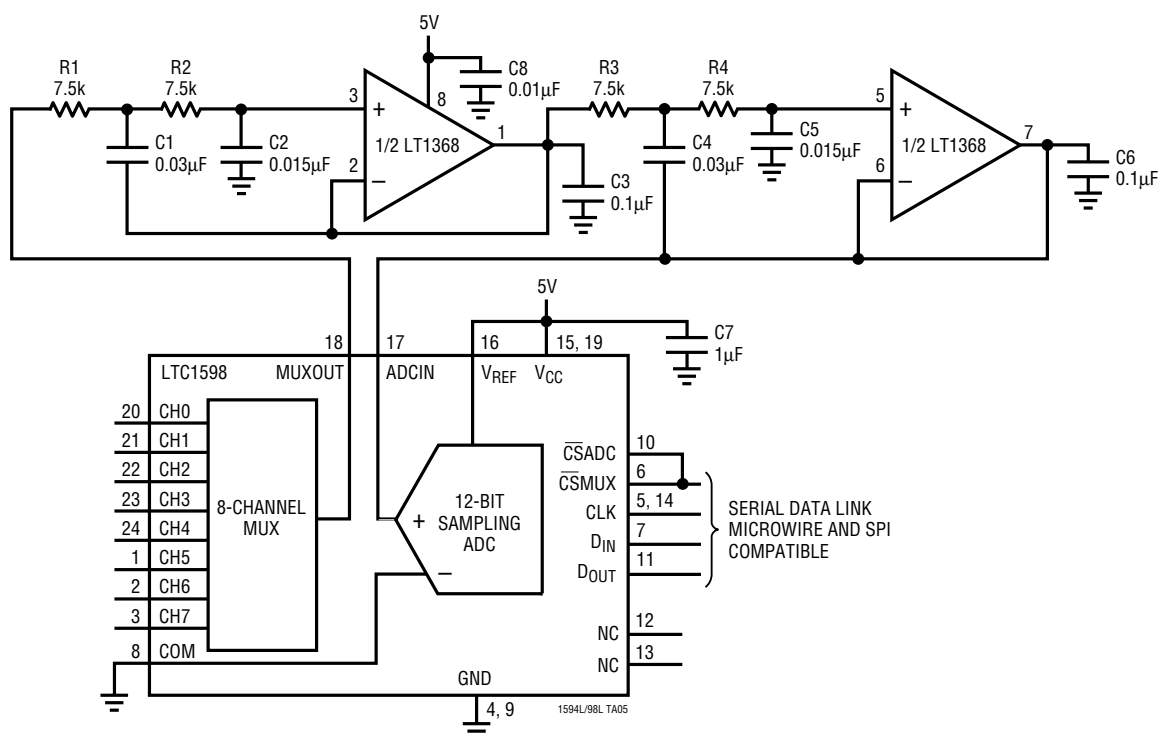 5V
R1
7.5k
R2
7.5k
C8
0.01µF
R3
7.5k
R4
7.5k
3
+
8
1/2 LT1368
1
2
–
C1
0.03µF
C2
0.015µF
C3
0.1µF
C4
0.03µF
C5
0.015µF
5
+
1/2 LT1368
7
6
–
C6
0.1µF
5V
C7
1µF
18
17
16
15, 19
LTC1598
MUXOUT
ADCIN
VREF
VCC
20
CH0
21
CH1
22
CH2
23
CH3
24
CH4
1
CH5
2
CH6
3
CH7
8
COM
8-CHANNEL
MUX
+
12-BIT
SAMPLING
ADC
–
C̅S̅ADC
10
C̅S̅MUX
6
CLK
5, 14
DIN
7
DOUT
11
NC
12
NC
13
SERIAL DATA LINK
MICROWIRE AND SPI
COMPATIBLE
GND
4, 9
1594L/98L TA05